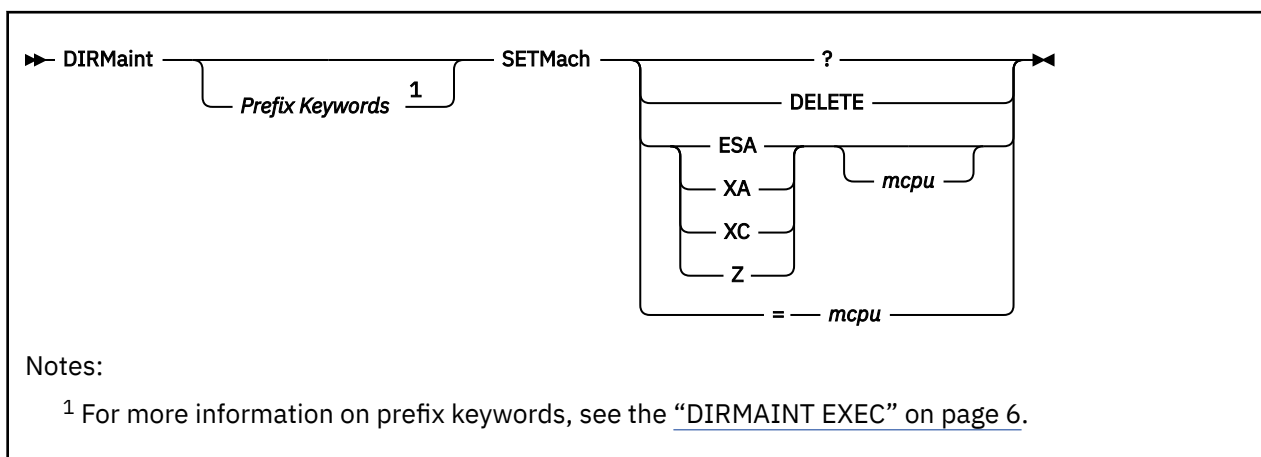 DIRMaint Prefix Keywords 1 SETMach ?
DELETE
ESA mcpu
XA
XC
Z
= mcpu
Notes:
1 For more information on prefix keywords, see the “DIRMAINT EXEC” on page 6.